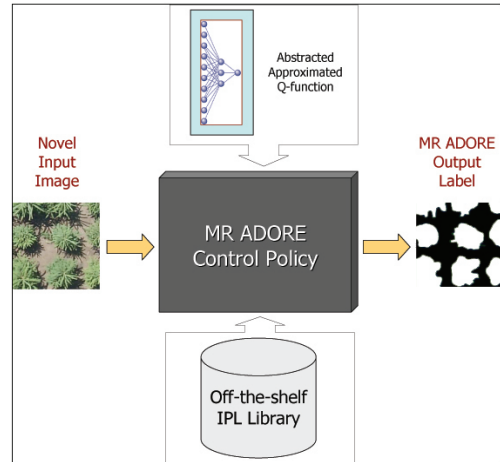 Abstracted
Approximated
Q-function
Novel
Input
Image
MR ADORE
Output
Label
MR ADORE
Control Policy
Off-the-shelf
IPL Library